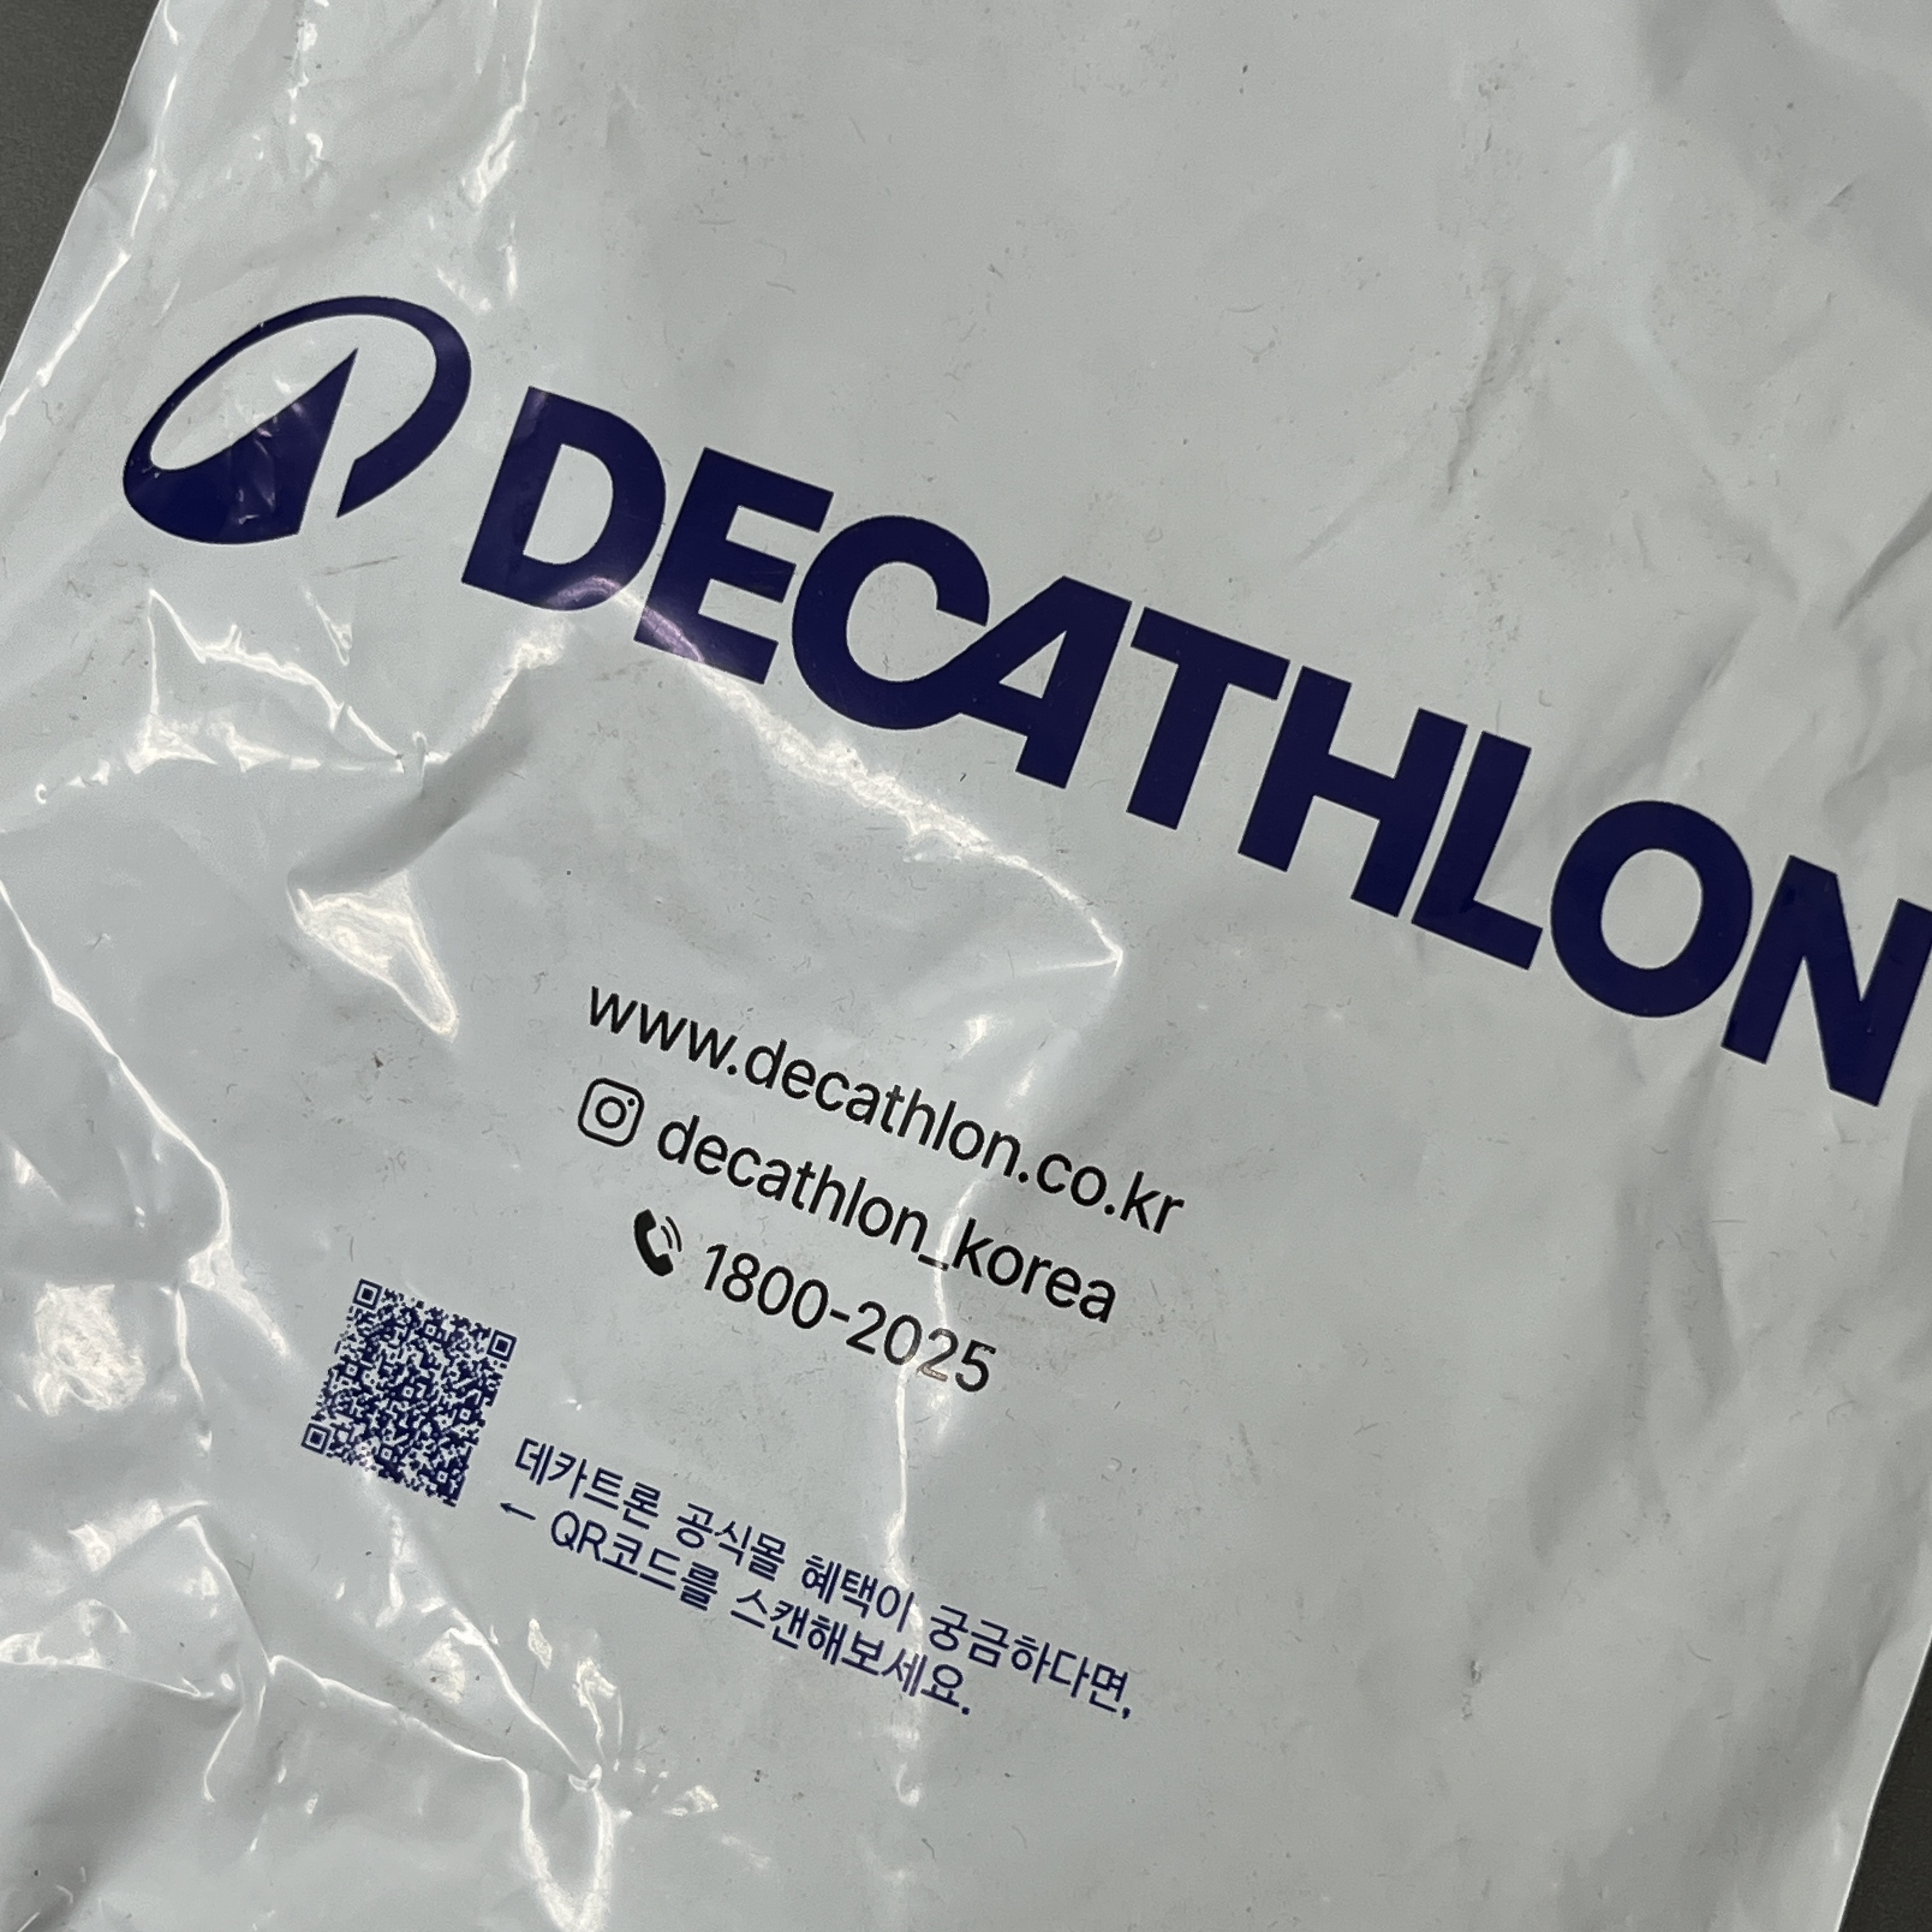 DECATHLON
www.decathlon.co.kr
decathlon_korea
1800-2025
데카트론 공식몰 혜택이 궁금하다면,
← QR코드를 스캔해보세요.